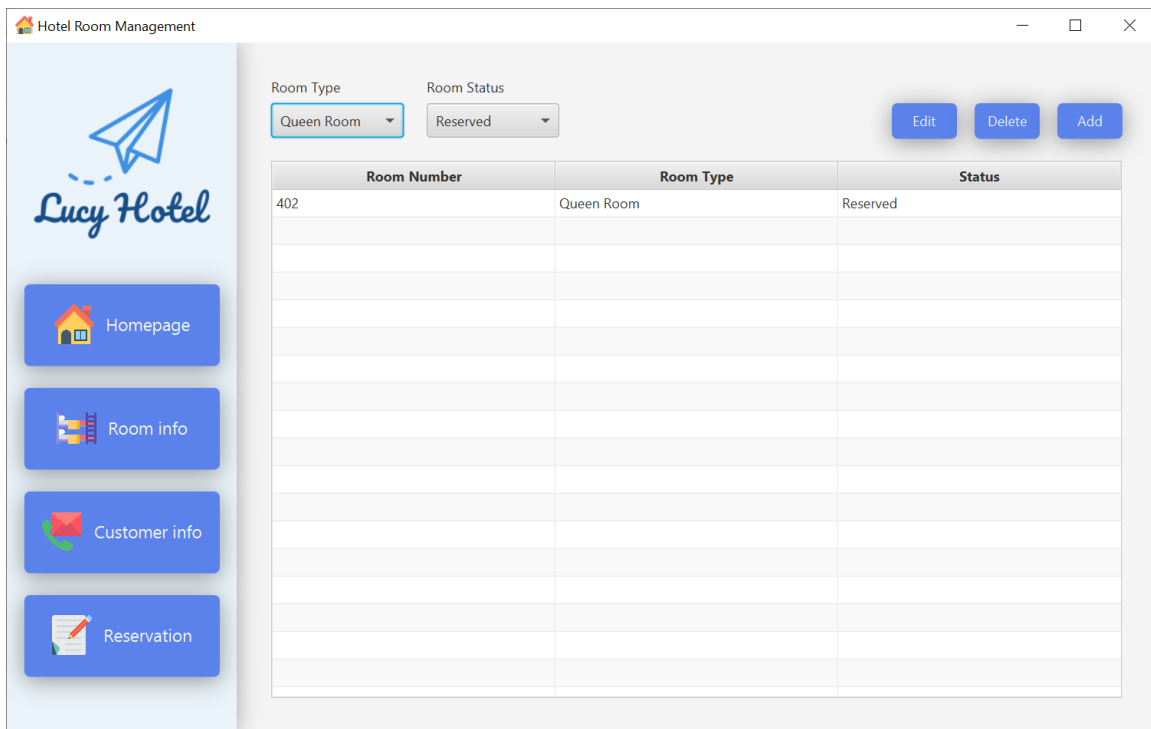 Hotel Room Management
Lucy Hotel
Homepage
Room info
Customer info
Reservation
Room Type Room Status
Queen Room Reserved Edit Delete Add
Room Number Room Type Status
402 Queen Room Reserved